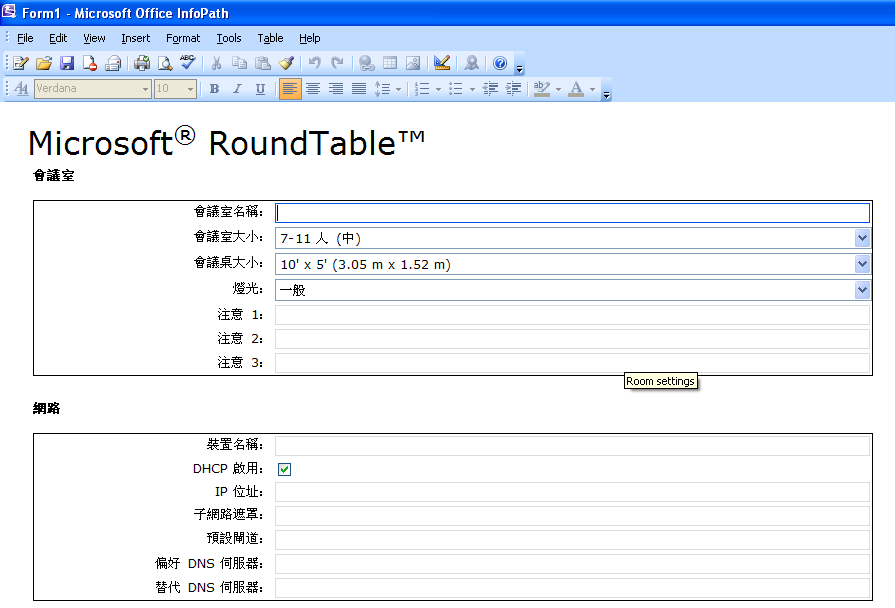 Form1 - Microsoft Office InfoPath
File Edit View Insert Format Tools Table Help
Verdana 10 B I U
Microsoft® RoundTable™
會議室
會議室名稱:
會議室大小: 7-11 人 (中)
會議桌大小: 10' x 5' (3.05 m x 1.52 m)
燈光: 一般
注意 1:
注意 2:
注意 3:
Room settings
網路
裝置名稱:
DHCP 啟用:
IP 位址:
子網路遮罩:
預設閘道:
偏好 DNS 伺服器:
替代 DNS 伺服器: